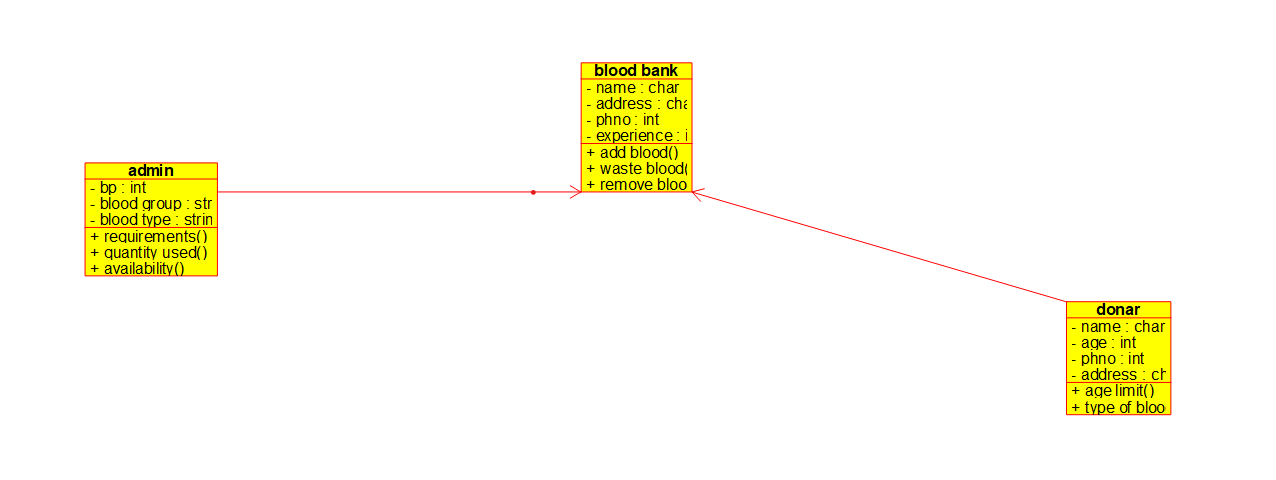 blood bank
- name : char
- address : cha
- phno : int
- experience : i
+ add blood()
+ waste blood(
+ remove bloo
admin
- bp : int
- blood group : str
- blood type : strin
+ requirements()
+ quantity used()
+ availability()
donar
- name : char
- age : int
- phno : int
- address : ch
+ age limit()
+ type of bloo